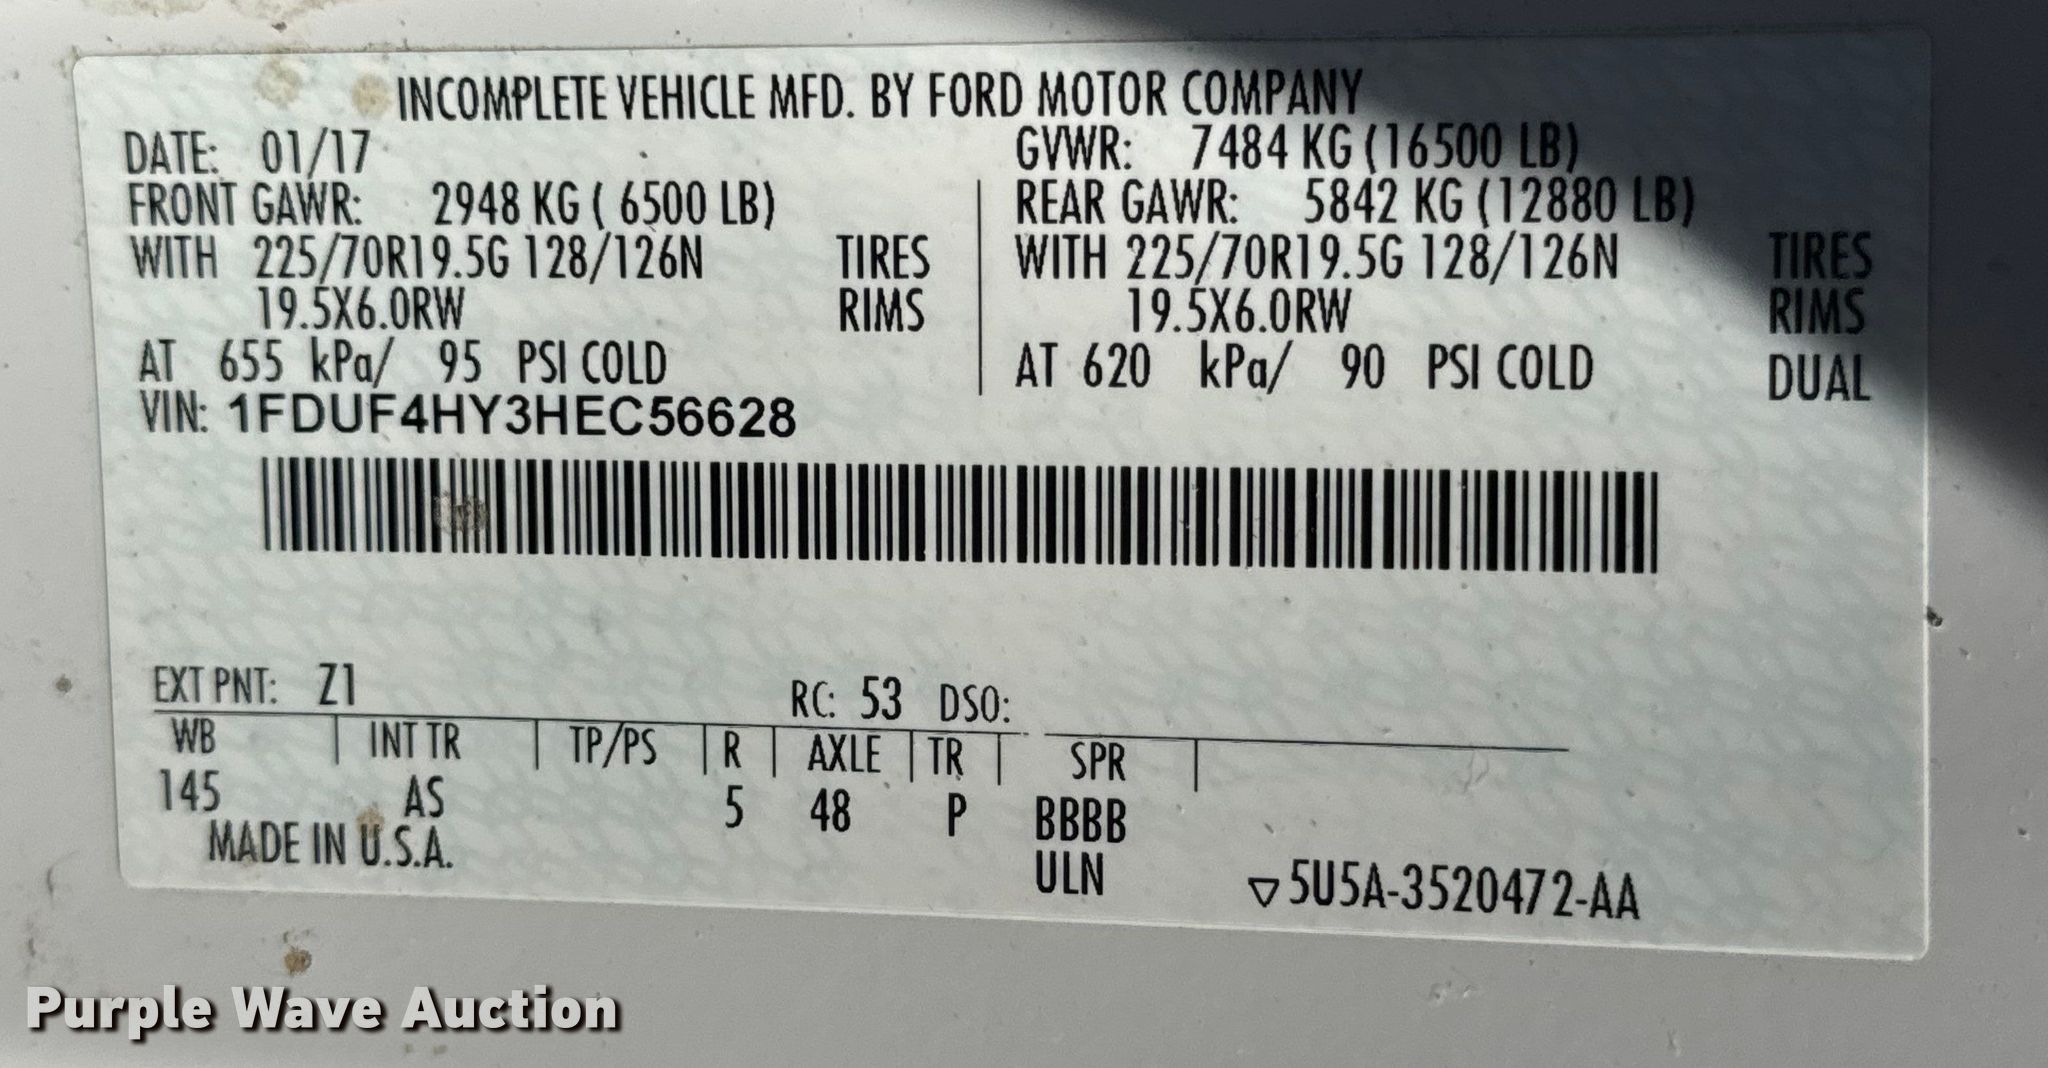 INCOMPLETE VEHICLE MFD. BY FORD MOTOR COMPANY
DATE: 01/17 GVWR: 7484 KG (16500 LB)
FRONT GAWR: 2948 KG ( 6500 LB) REAR GAWR: 5842 KG (12880 LB)
WITH 225/70R19.5G 128/126N TIRES WITH 225/70R19.5G 128/126N TIRES
19.5X6.0RW RIMS 19.5X6.0RW RIMS
AT 655 kPa/ 95 PSI COLD AT 620 kPa/ 90 PSI COLD DUAL
VIN: 1FDUF4HY3HEC56628
EXT PNT: Z1 RC: 53 DSO:
WB INT TR TP/PS R AXLE TR SPR
145 AS 5 48 P BBBB
MADE IN U.S.A. ULN ▽5U5A-3520472-AA
Purple Wave Auction